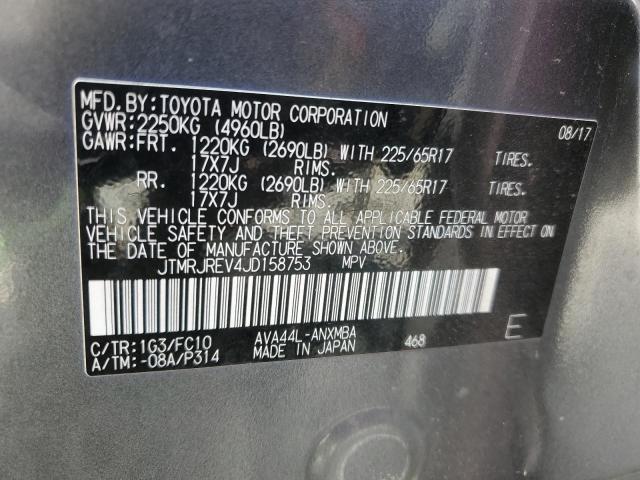 MFD.BY:TOYOTA MOTOR CORPORATION 08/17
GVWR:2250KG (4960LB)
GAWR:FRT. 1220KG (2690LB) WITH 225/65R17 TIRES.
17X7J RIMS.
RR. 1220KG (2690LB) WITH 225/65R17 TIRES.
17X7J RIMS.
THIS VEHICLE CONFORMS TO ALL APPLICABLE FEDERAL MOTOR
VEHICLE SAFETY AND THEFT PREVENTION STANDARDS IN EFFECT ON
THE DATE OF MANUFACTURE SHOWN ABOVE.
JTMRJREV4JD158753 MPV
C/TR:1G3/FC10 AVA44L-ANXMBA 468 E
A/TM:-08A/P314 MADE IN JAPAN